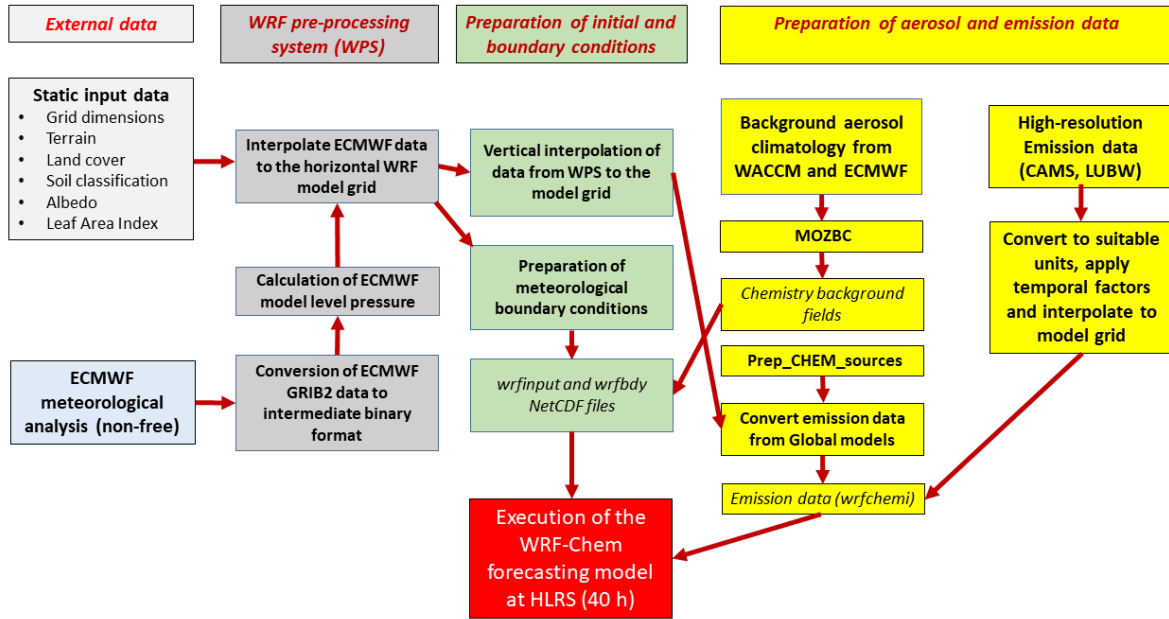 External data
WRF pre-processing
system (WPS)
Preparation of initial and
boundary conditions
Preparation of aerosol and emission data
Static input data
• Grid dimensions
• Terrain
• Land cover
• Soil classification
• Albedo
• Leaf Area Index
ECMWF
meteorological
analysis (non-free)
Interpolate ECMWF data
to the horizontal WRF
model grid
Calculation of ECMWF
model level pressure
Conversion of ECMWF
GRIB2 data to
intermediate binary
format
Vertical interpolation of
data from WPS to the
model grid
Preparation of
meteorological
boundary conditions
wrfinput and wrfbdy
NetCDF files
Execution of the
WRF-Chem
forecasting model
at HLRS (40 h)
Background aerosol
climatology from
WACCM and ECMWF
MOZBC
Chemistry background
fields
Prep_CHEM_sources
Convert emission data
from Global models
Emission data (wrfchemi)
High-resolution
Emission data
(CAMS, LUBW)
Convert to suitable
units, apply
temporal factors
and interpolate to
model grid